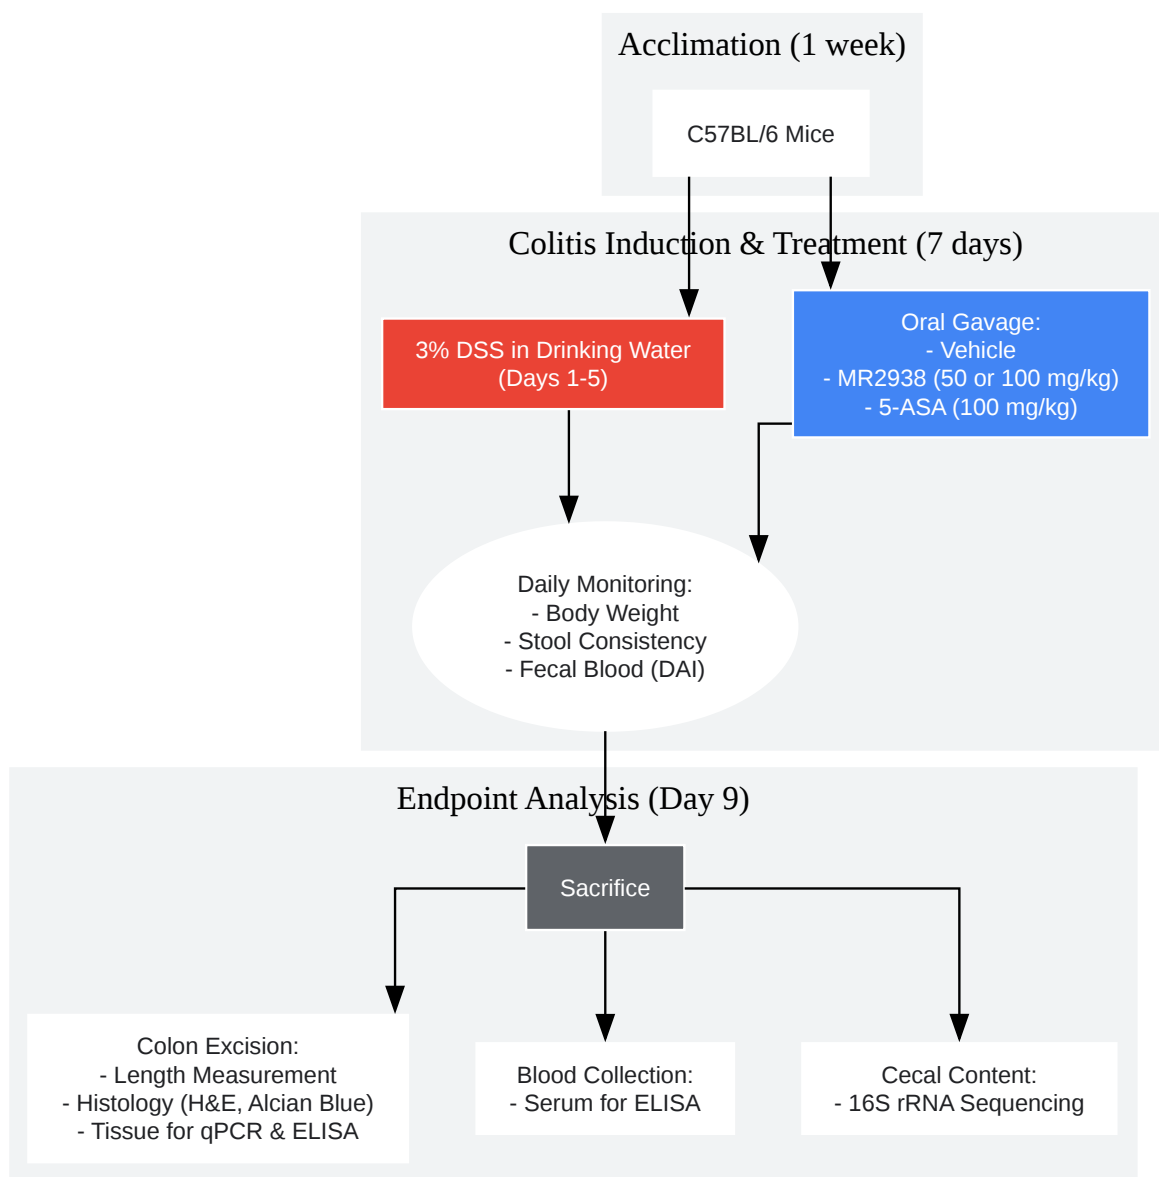 Acclimation (1 week)
C57BL/6 Mice
Colitis Induction & Treatment (7 days)
3% DSS in Drinking Water
(Days 1-5)
Oral Gavage:
- Vehicle
- MR2938 (50 or 100 mg/kg)
- 5-ASA (100 mg/kg)
Daily Monitoring:
- Body Weight
- Stool Consistency
- Fecal Blood (DAI)
Endpoint Analysis (Day 9)
Sacrifice
Colon Excision:
- Length Measurement
- Histology (H&E, Alcian Blue)
- Tissue for qPCR & ELISA
Blood Collection:
- Serum for ELISA
Cecal Content:
- 16S rRNA Sequencing